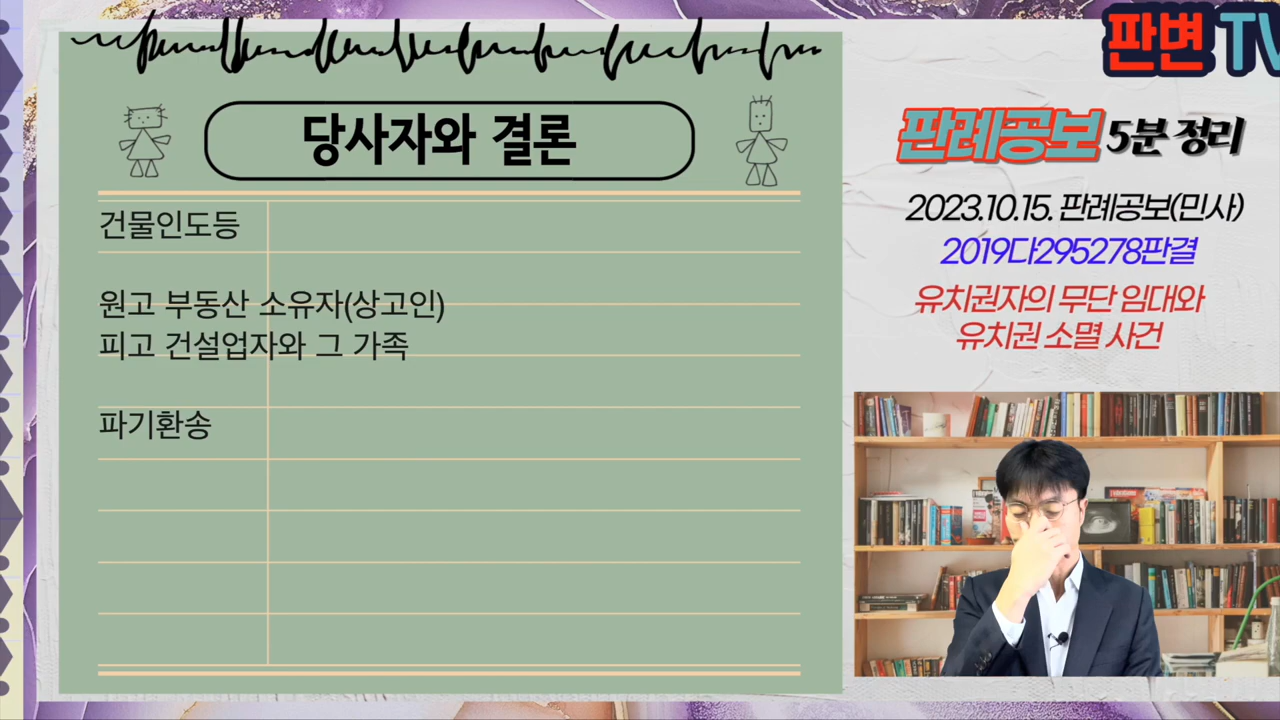 당사자와 결론
건물인도등
원고 부동산 소유자(상고인)
피고 건설업자와 그 가족
파기환송
판변 TV
판례공보 5분 정리
2023.10.15. 판례공보(민사)
2019다295278판결
유치권자의 무단 임대와
유치권 소멸 사건